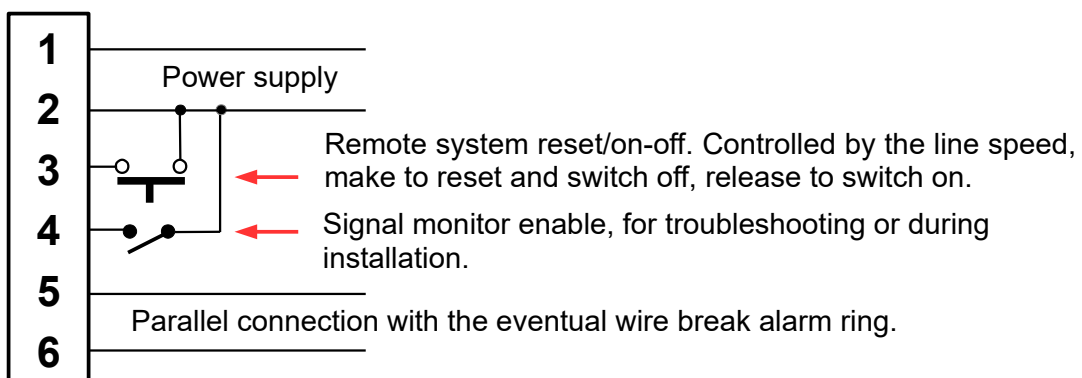 1
Power supply
2
Remote system reset/on-off. Controlled by the line speed,
3
make to reset and switch off, release to switch on.
4
Signal monitor enable, for troubleshooting or during
installation.
5
Parallel connection with the eventual wire break alarm ring.
6